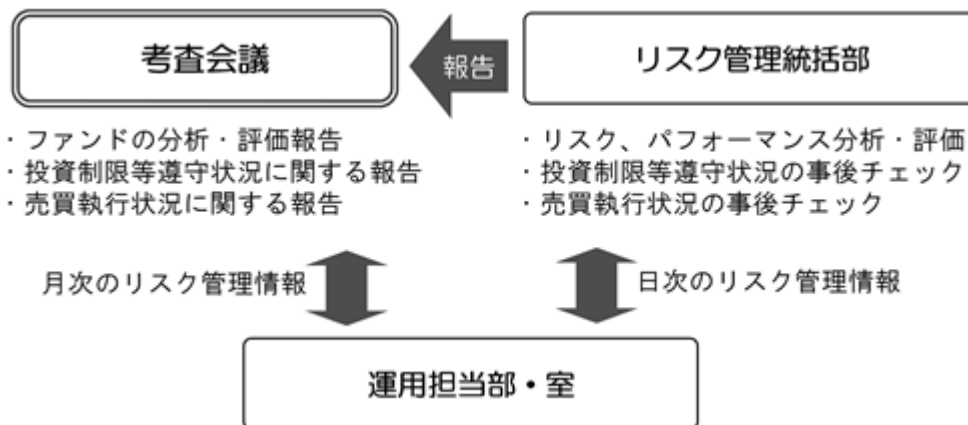 考査会議
報告
リスク管理統括部
・ファンドの分析・評価報告
・投資制限等遵守状況に関する報告
・売買執行状況に関する報告
・リスク、パフォーマンス分析・評価
・投資制限等遵守状況の事後チェック
・売買執行状況の事後チェック
月次のリスク管理情報
日次のリスク管理情報
運用担当部・室